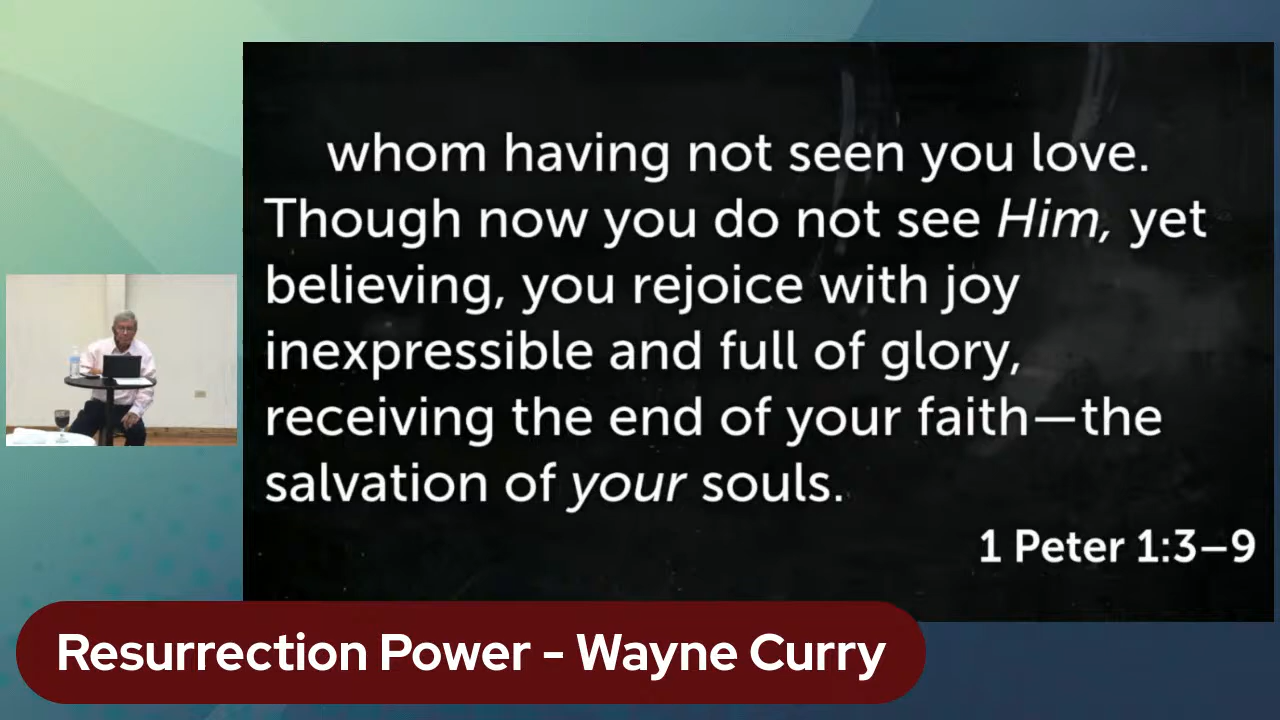 whom having not seen you love.
Though now you do not see Him, yet
believing, you rejoice with joy
inexpressible and full of glory,
receiving the end of your faith—the
salvation of your souls.
1 Peter 1:3–9
Resurrection Power - Wayne Curry